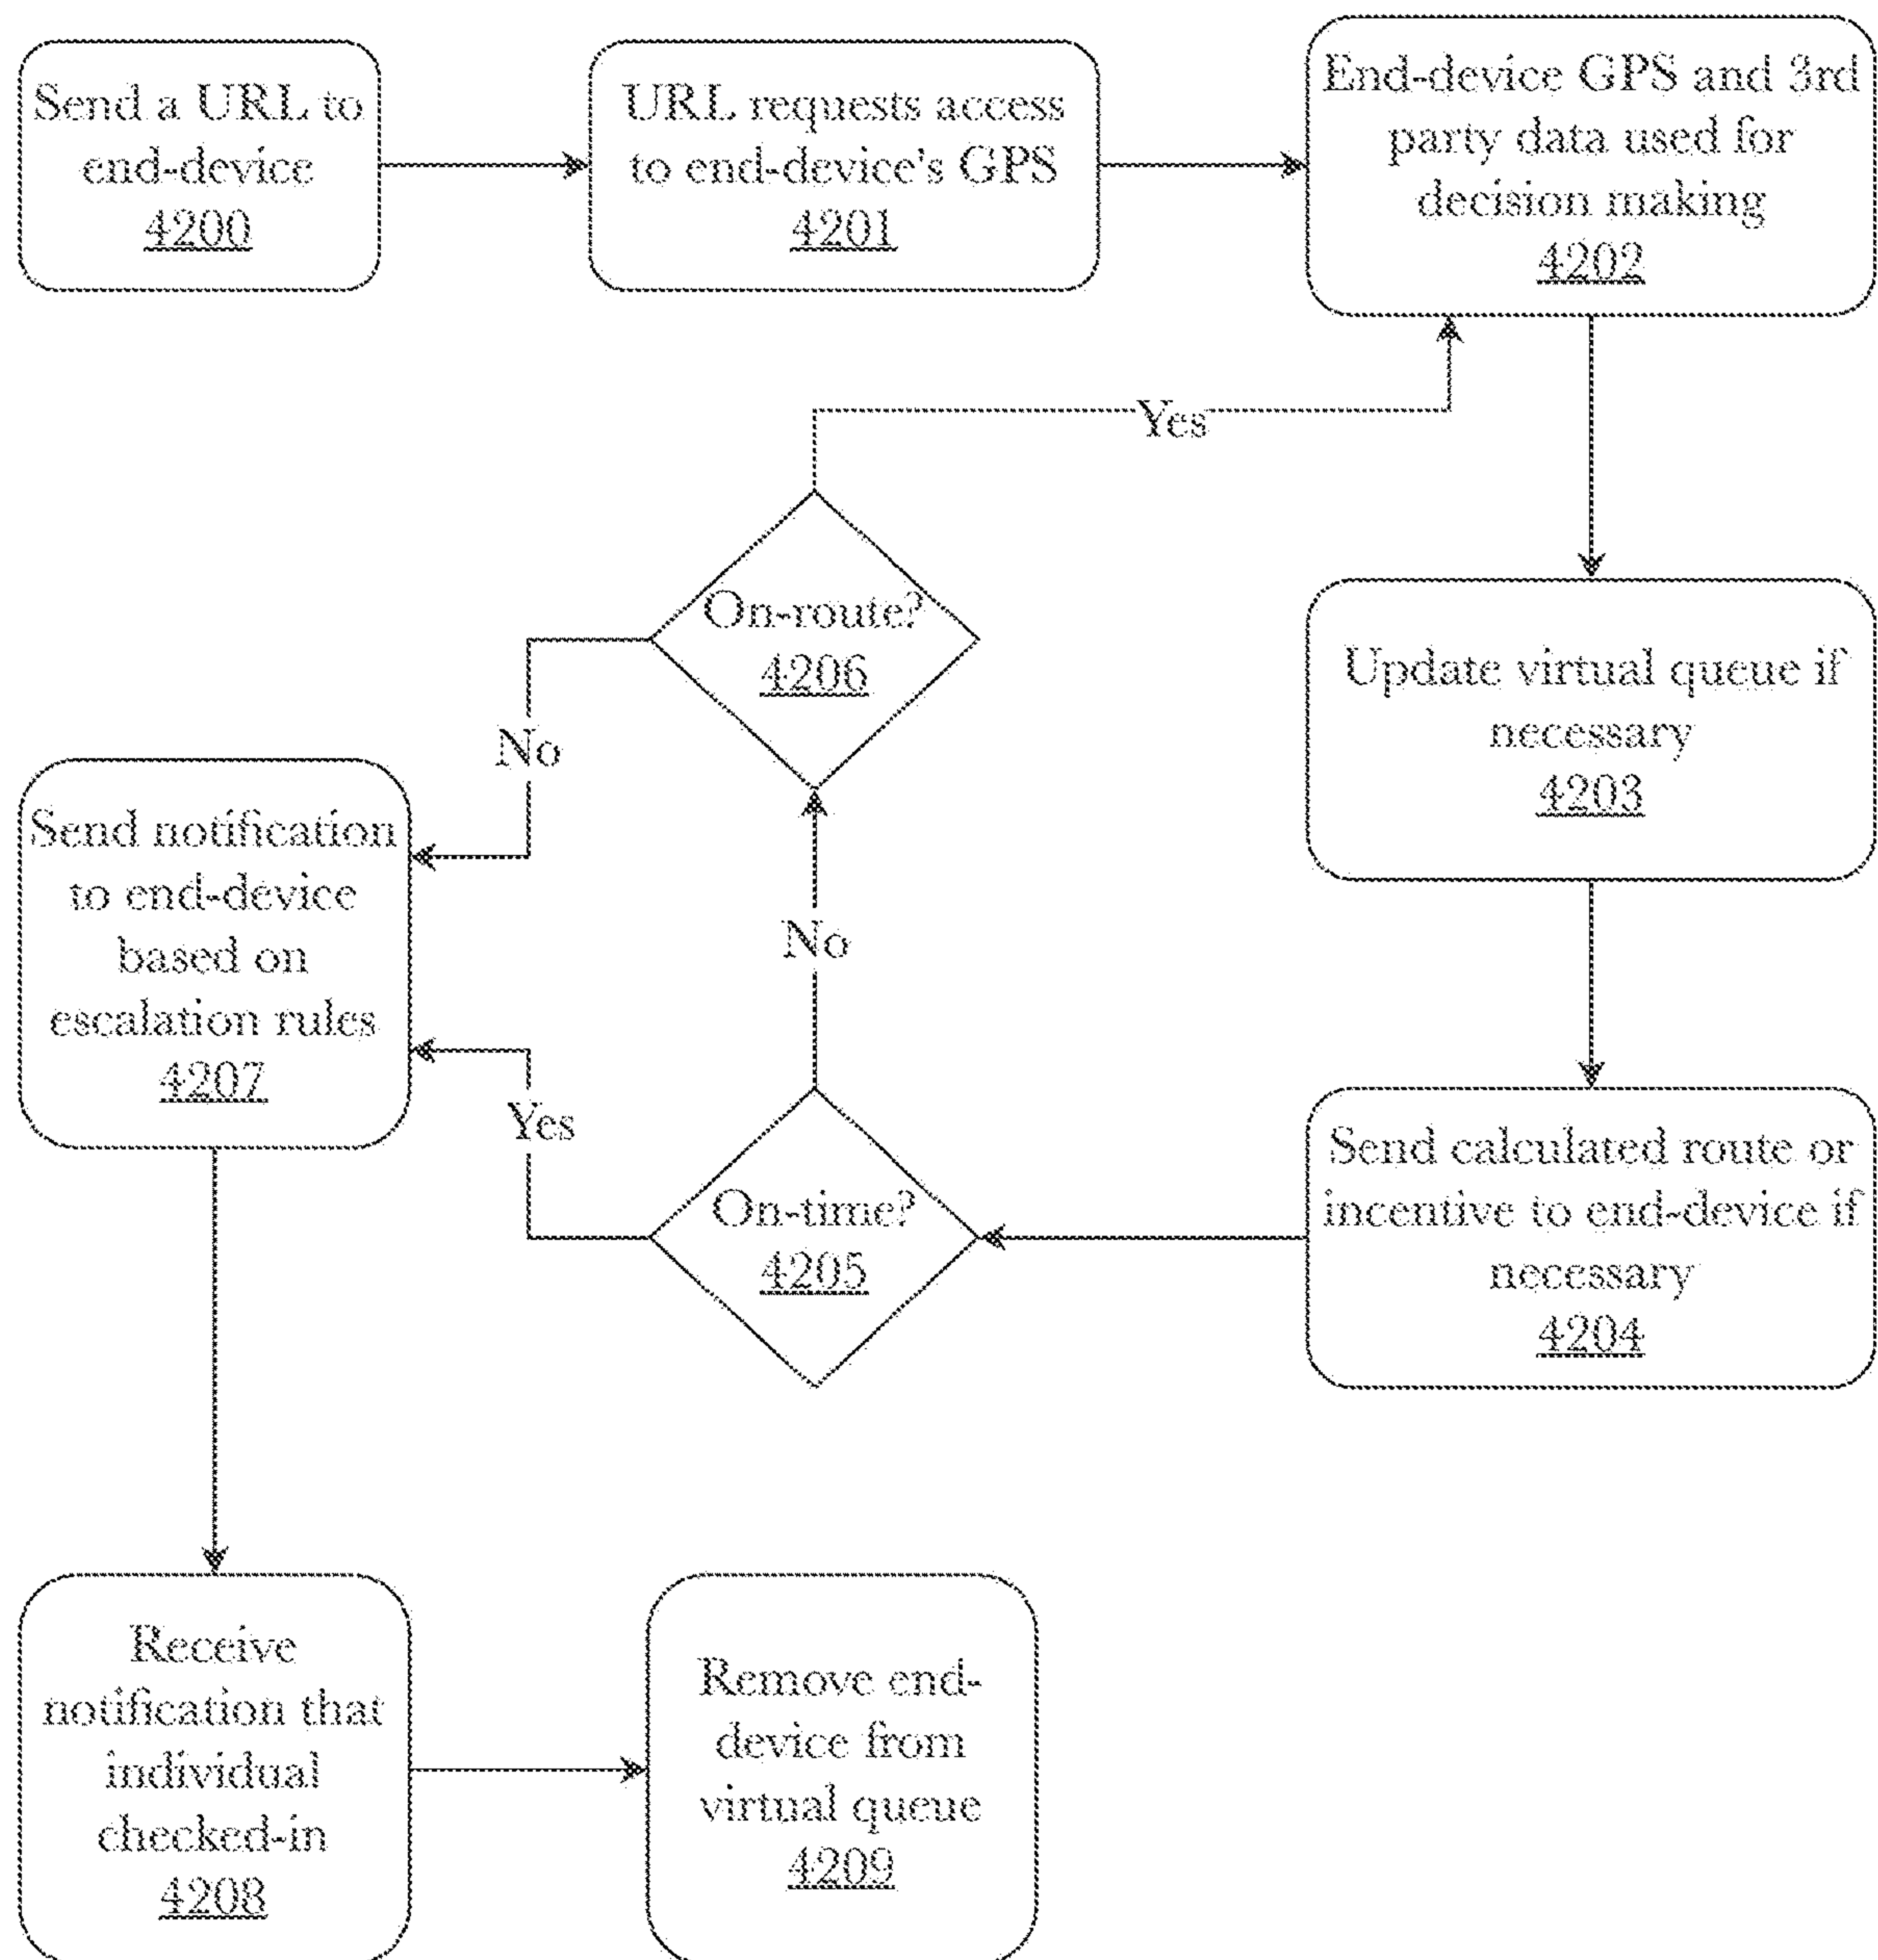 Send a URL to
end-device
4200
URL requests access
to end-device's GPS
4201
End-device GPS and 3rd
party data used for
decision making
4202
Yes
On-route?
4206
No
Update virtual queue if
necessary
4203
Send notification
to end-device
based on
escalation rules
4207
No
Yes
On-time?
4205
Send calculated route or
incentive to end-device if
necessary
4204
Receive
notification that
individual
checked-in
4208
Remove end-
device from
virtual queue
4209